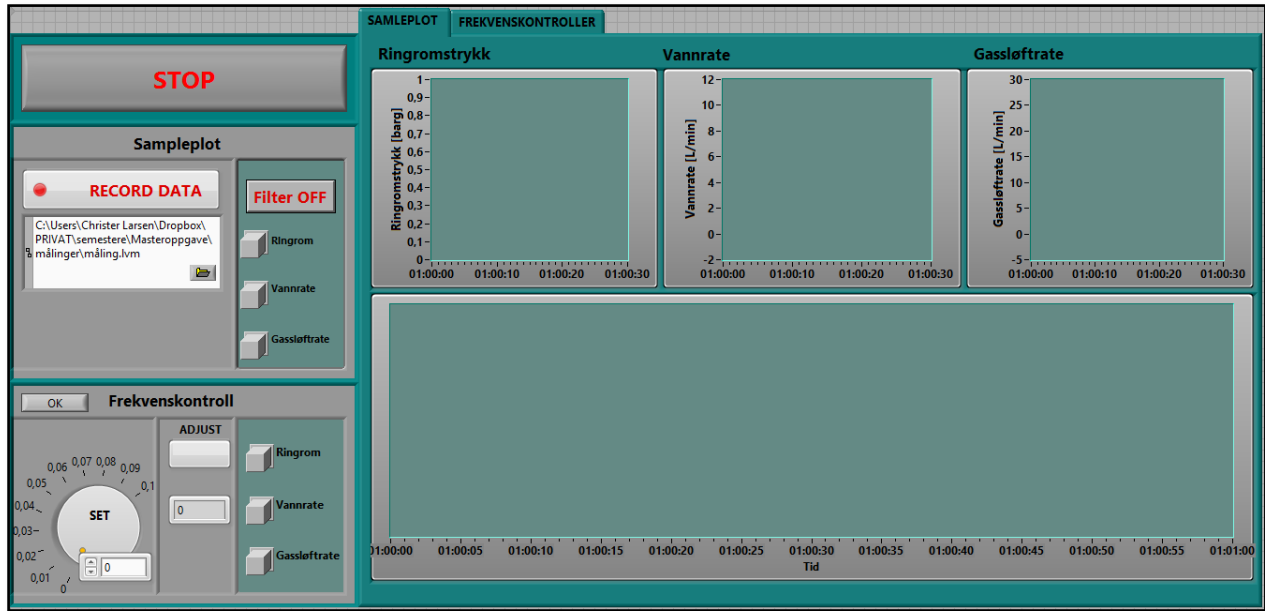 SAMLEPLOT FREKVENSKONTROLLER
STOP
Sampleplot
RECORD DATA
C:\Users\Christer Larsen\Dropbox\
PRIVAT\semestere\Masteroppgave\
målinger\måling.lvm
Filter OFF
RIngrom
Vannrate
Gassløftrate
OK Frekvenskontroll
ADJUST
0,06 0,07 0,08 0,09
0,05 0,1
0,04
0,03
0,02
0,01
0
SET
0
0
Ringrom
Vannrate
Gassløftrate
Ringromstrykk
Ringromstrykk [barg]
1
0,9
0,8
0,7
0,6
0,5
0,4
0,3
0,2
0,1
0
01:00:00 01:00:10 01:00:20 01:00:30
Vannrate
Vannrate [L/min]
12
10
8
6
4
2
0
-2
01:00:00 01:00:10 01:00:20 01:00:30
Gassløftrate
Gassløftrate [L/min]
30
25
20
15
10
5
0
-5
01:00:00 01:00:10 01:00:20 01:00:30
01:00:00 01:00:05 01:00:10 01:00:15 01:00:20 01:00:25 01:00:30 01:00:35 01:00:40 01:00:45 01:00:50 01:00:55 01:01:00
Tid